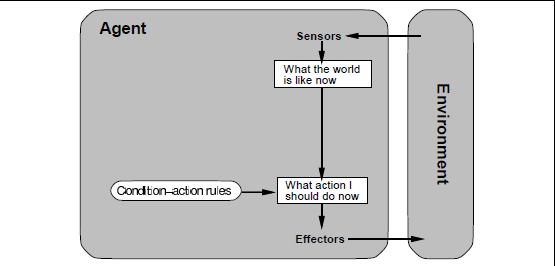 Agent
Sensors
What the world
is like now
Environment
Condition–action rules
What action I
should do now
Effectors